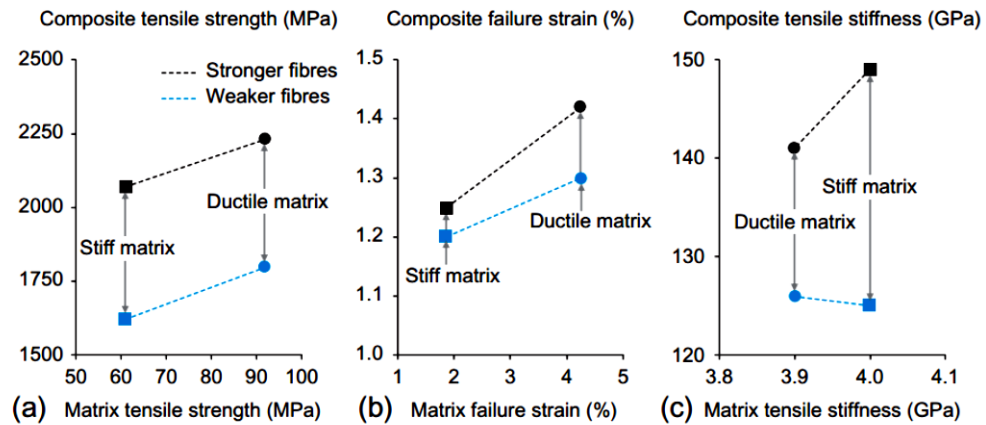 Composite tensile strength (MPa)
2500
2250
2000
1750
1500
Stronger fibres
Weaker fibres
Ductile matrix
Stiff matrix
50 60 70 80 90 100
(a) Matrix tensile strength (MPa)
Composite failure strain (%)
1.5
1.4
1.3
1.2
1.1
1.0
Ductile matrix
Stiff matrix
1 2 3 4 5
(b) Matrix failure strain (%)
Composite tensile stiffness (GPa)
150
140
130
120
Stiff matrix
Ductile matrix
3.8 3.9 4.0 4.1
(c) Matrix tensile stiffness (GPa)